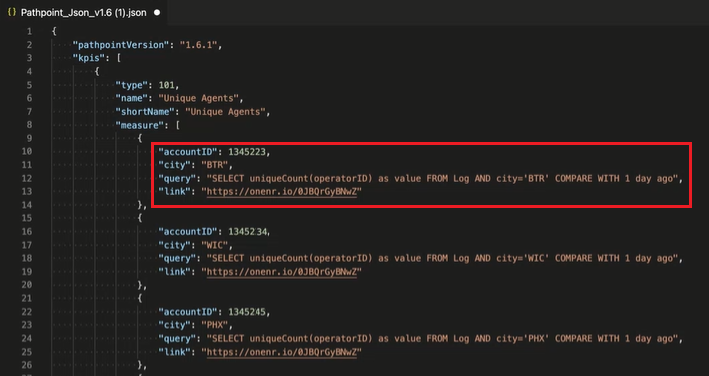 {} Pathpoint_Json_v1.6 (1).json ●
1 {
2 "pathpointVersion": "1.6.1",
3 "kpis": [
4 {
5 "type": 101,
6 "name": "Unique Agents",
7 "shortName": "Unique Agents",
8 "measure": [
9 {
10 "accountID": 1345223,
11 "city": "BTR",
12 "query": "SELECT uniqueCount(operatorID) as value FROM Log AND city='BTR' COMPARE WITH 1 day ago",
13 "link": "https://onenr.io/0JBQrGyBNwZ"
14 },
15 {
16 "accountID": 1345234,
17 "city": "WIC",
18 "query": "SELECT uniqueCount(operatorID) as value FROM Log AND city='WIC' COMPARE WITH 1 day ago",
19 "link": "https://onenr.io/0JBQrGyBNwZ"
20 },
21 {
22 "accountID": 1345245,
23 "city": "PHX",
24 "query": "SELECT uniqueCount(operatorID) as value FROM Log AND city='PHX' COMPARE WITH 1 day ago",
25 "link": "https://onenr.io/0JBQrGyBNwZ"
26 },